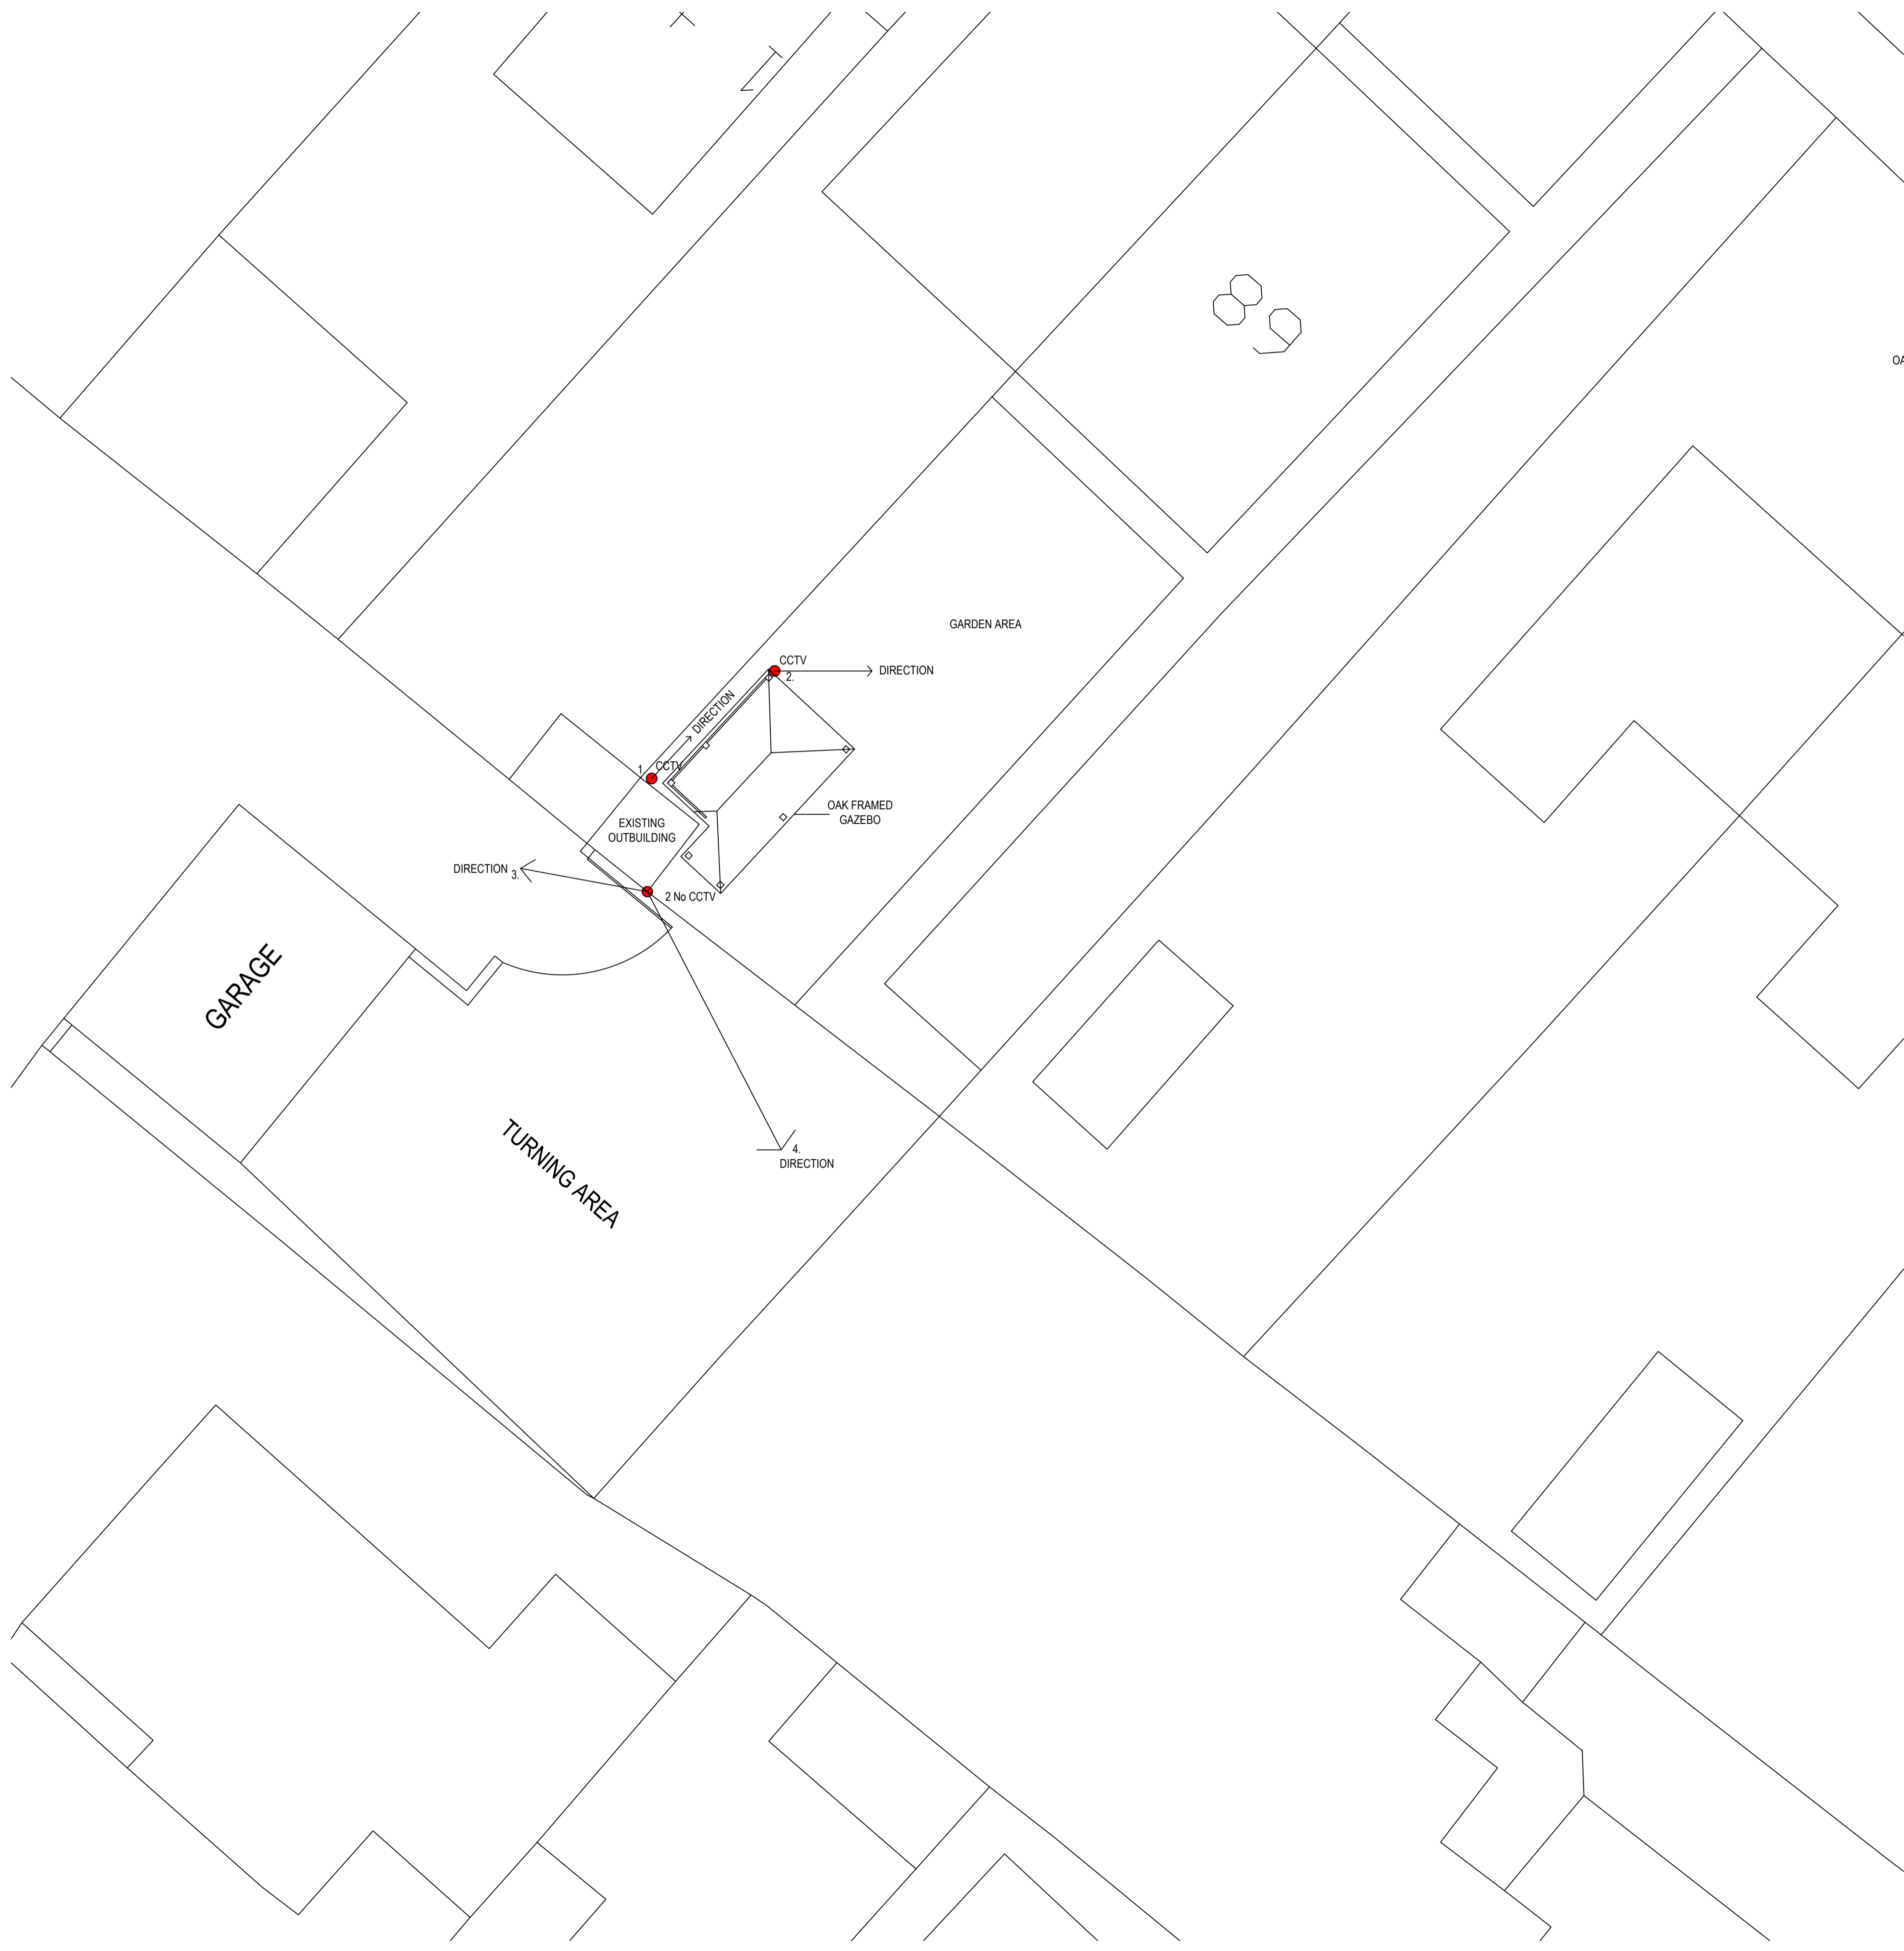 89
GARDEN AREA
CCTV
2.
DIRECTION
DIRECTION
1.
CCTV
OAK FRAMED
GAZEBO
EXISTING
OUTBUILDING
DIRECTION
3.
2 No CCTV
GARAGE
TURNING AREA
4.
DIRECTION